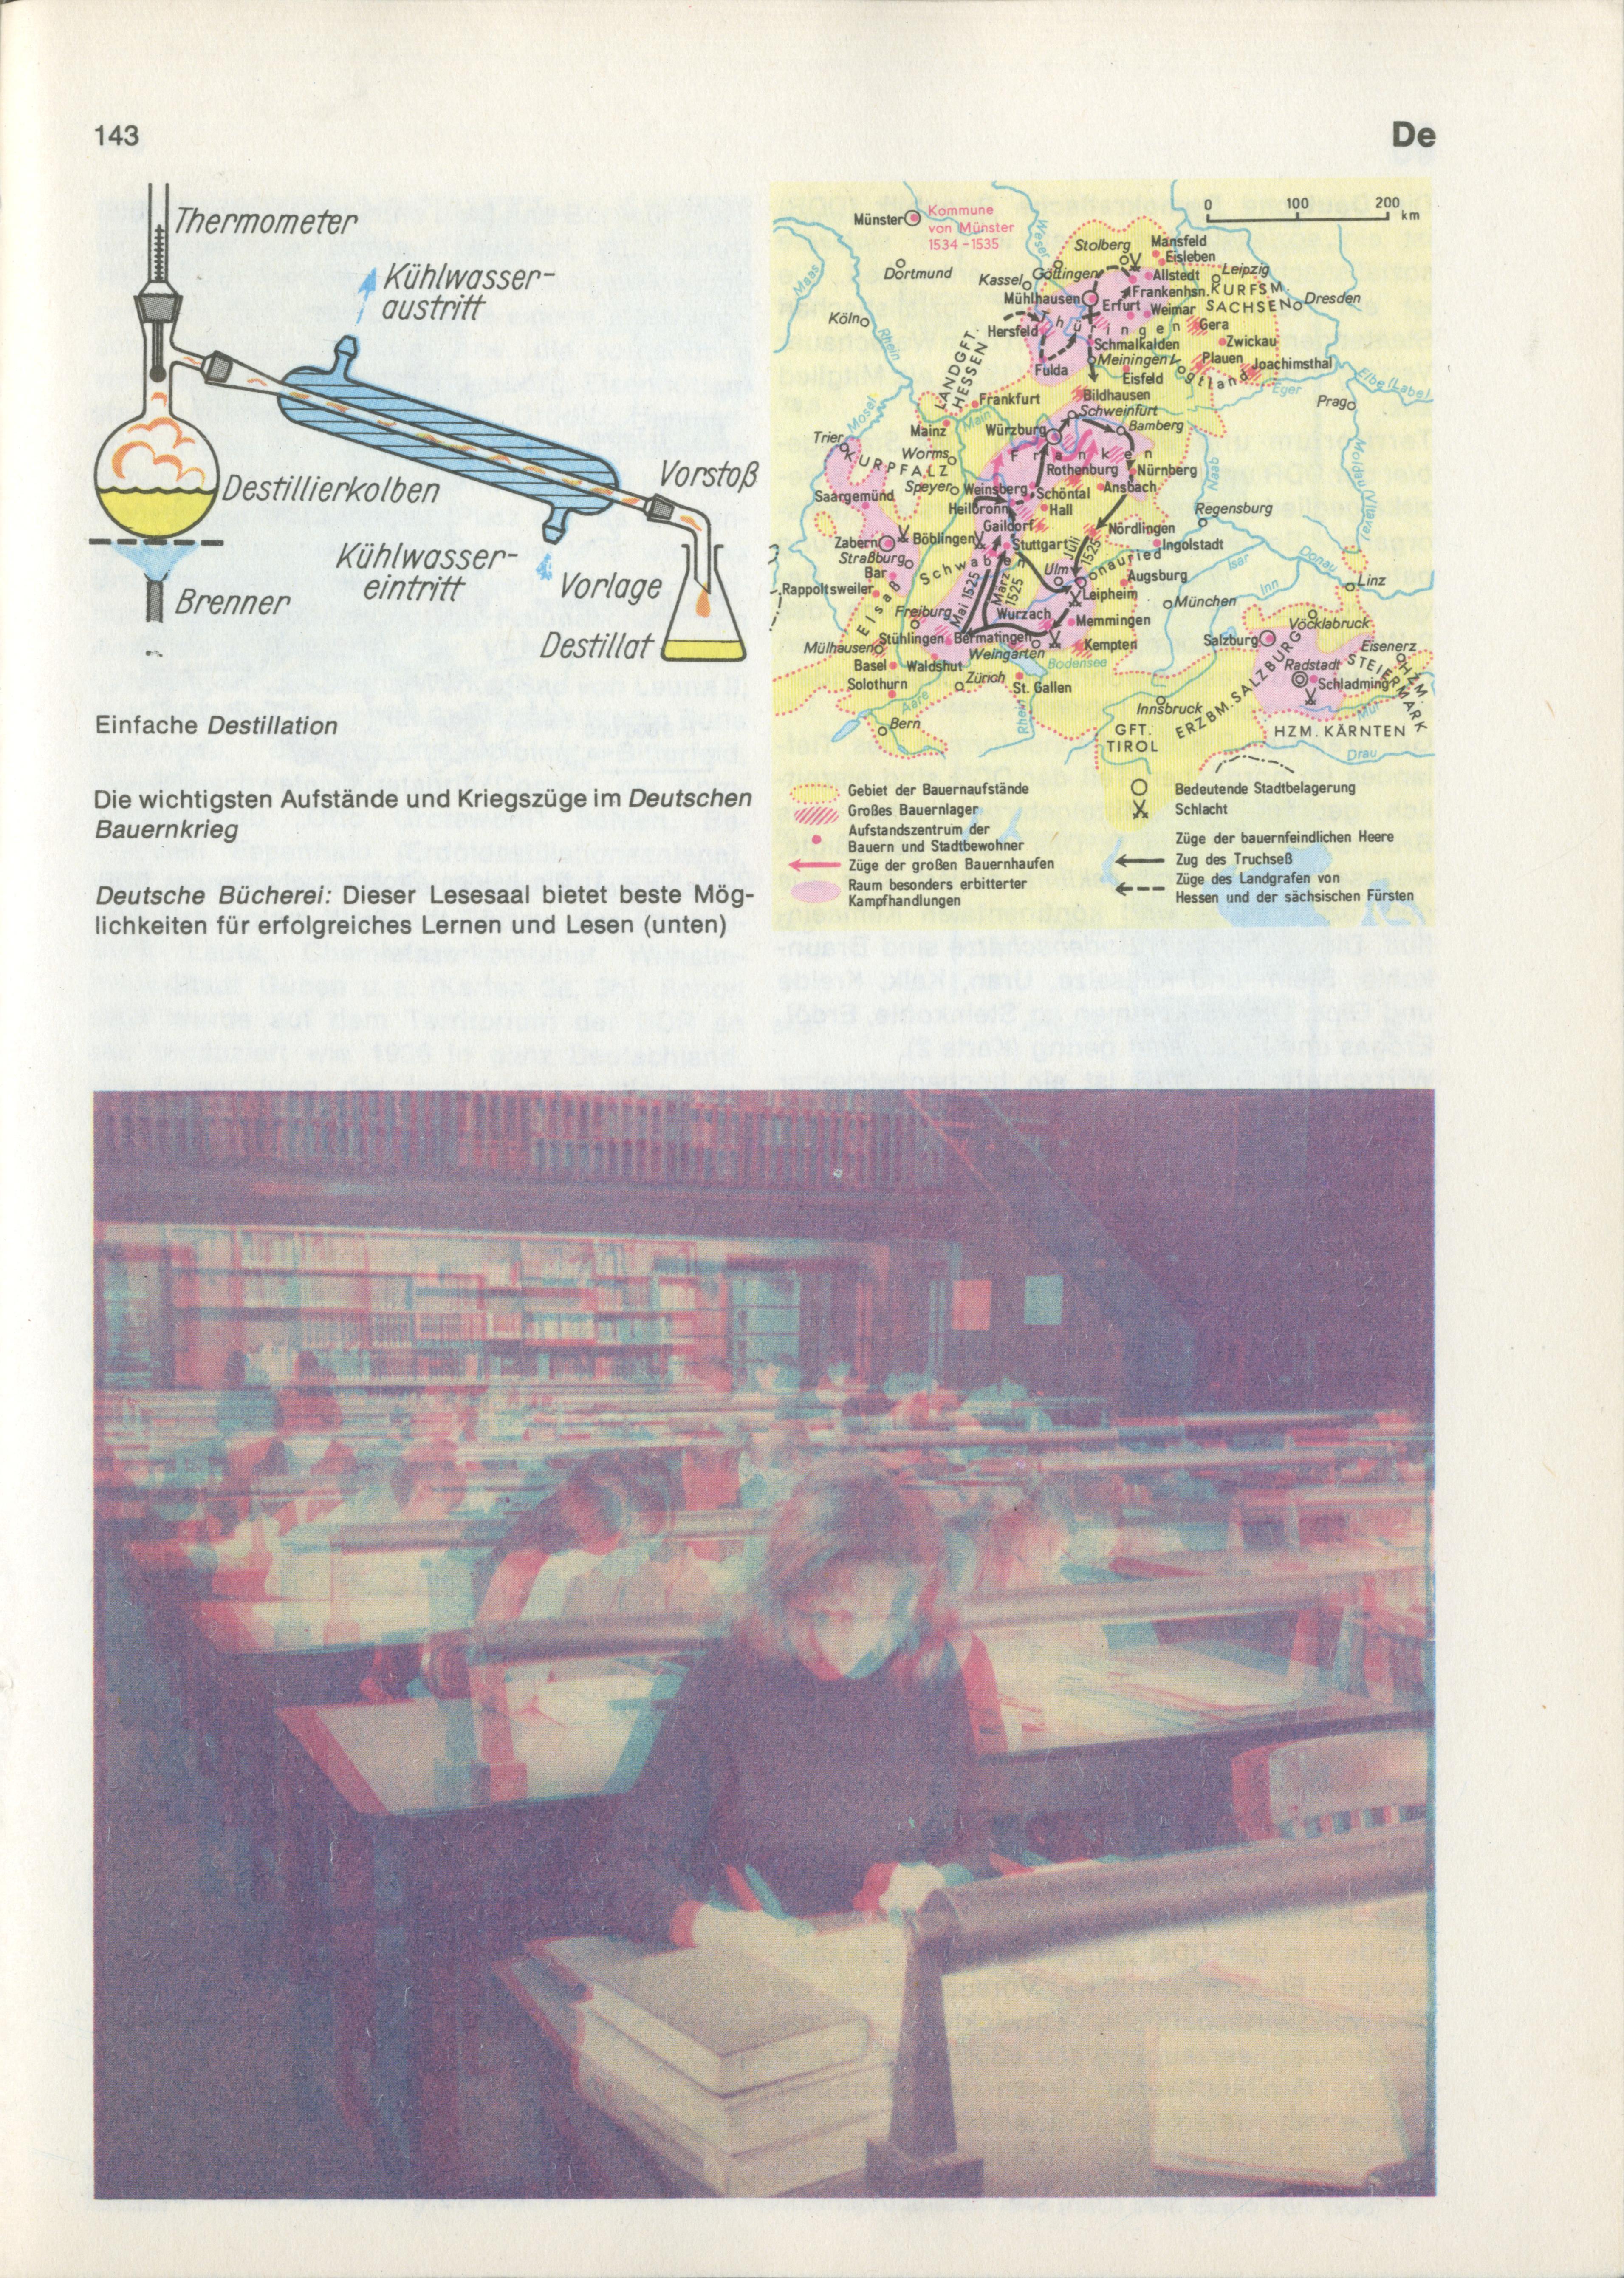 143
De
Thermometer
Kühlwasser-
austritt
Destillierkolben
Vorstoß
Kühlwasser-
eintritt
Brenner
Vorlage
Destillat
Einfache Destillation
Die wichtigsten Aufstände und Kriegszüge im Deutschen
Bauernkrieg
Deutsche Bücherei: Dieser Lesesaal bietet beste Mög-
lichkeiten für erfolgreiches Lernen und Lesen (unten)
0 100 200
km
Münster
Kommune
von Münster
1534-1535
Weser
Maas
Dortmund
Stolberg
Mansfeld
Eisleben
Kassel
Göttingen
Allstedt
Leipzig
Mühlhausen
Frankenhsn.
KURFSM.
SACHSEN
Dresden
Erfurt
Weimar
Köln
Rhein
Hersfeld
Thüringen
Gera
Schmalkalden
Zwickau
LANDGFT.
HESSEN
Meiningen
Vogtland
Plauen
Joachimsthal
Fulda
Eisfeld
Eger
Elbe (Labe)
Frankfurt
Bildhausen
Prag
Mosel
Main
Schweinfurt
Mainz
Würzburg
Bamberg
Trier
KURPFALZ
Worms
Franken
Moldau (Vltava)
Rothenburg
Nürnberg
Naab
Saargemünd
Speyer
Weinsberg
Schöntal
Ansbach
Heilbronn
Hall
Regensburg
Gaildorf
Nördlingen
Zabern
Böblingen
Stuttgart
Juli
1525
Ingolstadt
Straßburg
Schwaben
Ulm
Donauried
Isar
Donau
Bar
Augsburg
Inn
Linz
Rappoltsweiler
Elsaß
Mai 1525
März
1525
Leipheim
München
Freiburg
Wurzach
Memmingen
Vöcklabruck
Stühlingen
Bermatingen
Salzburg
Mülhausen
Weingarten
Kempten
Eisenerz
Basel
Waldshut
Bodensee
ERZBM. SALZBURG
Radstadt
STEIERMARK
HZM.
Solothurn
Zürich
St. Gallen
Schladming
Aare
Innsbruck
Mur
Bern
Rhein
GFT.
TIROL
HZM. KÄRNTEN
Drau
Gebiet der Bauernaufstände
Großes Bauernlager
Aufstandszentrum der
Bauern und Stadtbewohner
Züge der großen Bauernhaufen
Raum besonders erbitterter
Kampfhandlungen
Bedeutende Stadtbelagerung
Schlacht
Züge der bauernfeindlichen Heere
Zug des Truchseß
Züge des Landgrafen von
Hessen und der sächsischen Fürsten